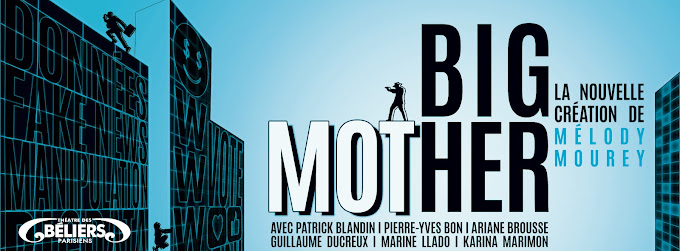 DONNÉES
FAKE NEWS
MANIPULATION
WWW
VOTE
W
THÉÂTRE DES
BÉLIERS
PARISIENS
BIG
MOTHER
LA NOUVELLE
CRÉATION DE
MÉLODY
MOUREY
AVEC PATRICK BLANDIN | PIERRE-YVES BON | ARIANE BROUSSE
GUILLAUME DUCREUX | MARINE LLADO | KARINA MARIMON